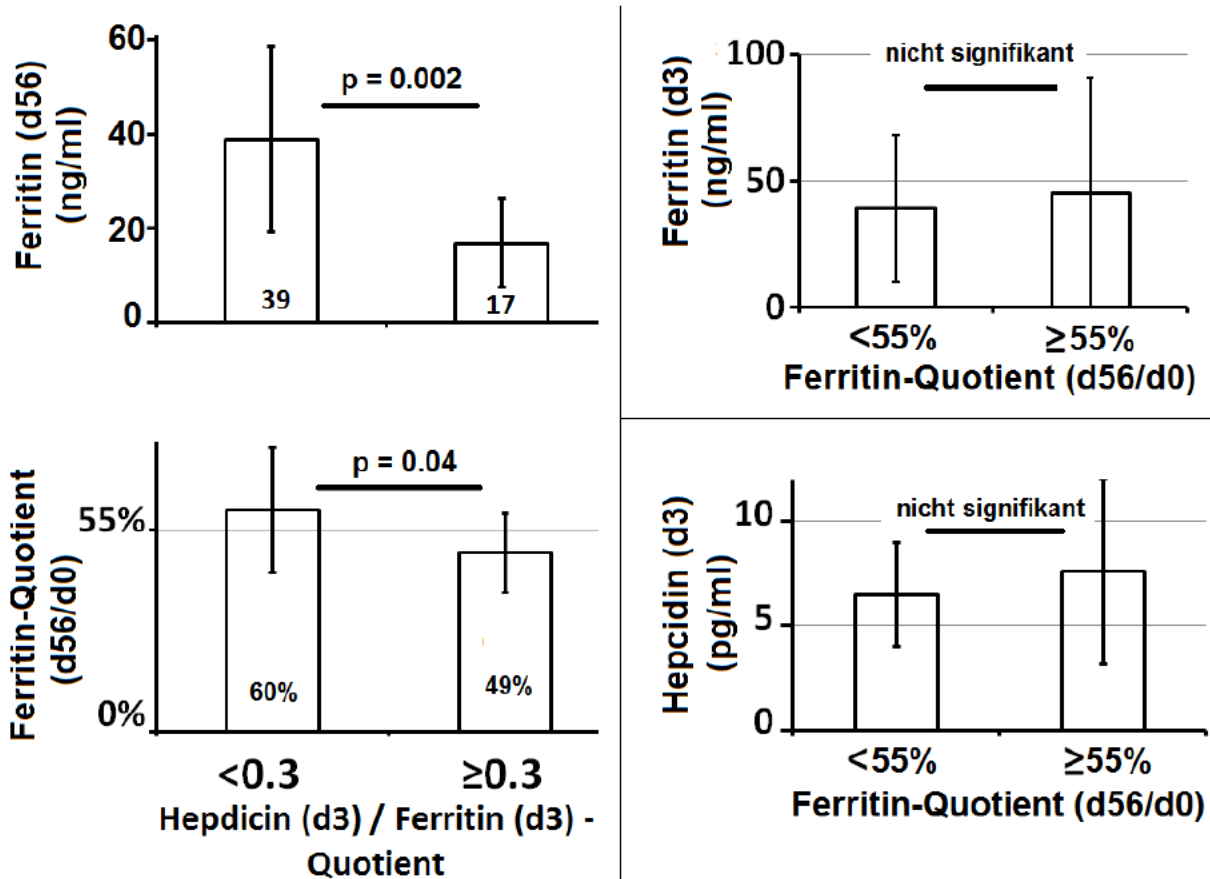 Ferritin (d56)
(ng/ml)
60
40
20
0
p = 0.002
39
17
Ferritin-Quotient
(d56/d0)
55%
0%
p = 0.04
60%
49%
<0.3
≥0.3
Hepdicin (d3) / Ferritin (d3) -
Quotient
Ferritin (d3)
(ng/ml)
100
50
0
nicht signifikant
<55%
≥55%
Ferritin-Quotient (d56/d0)
Hepcidin (d3)
(pg/ml)
10
5
0
nicht signifikant
<55%
≥55%
Ferritin-Quotient (d56/d0)